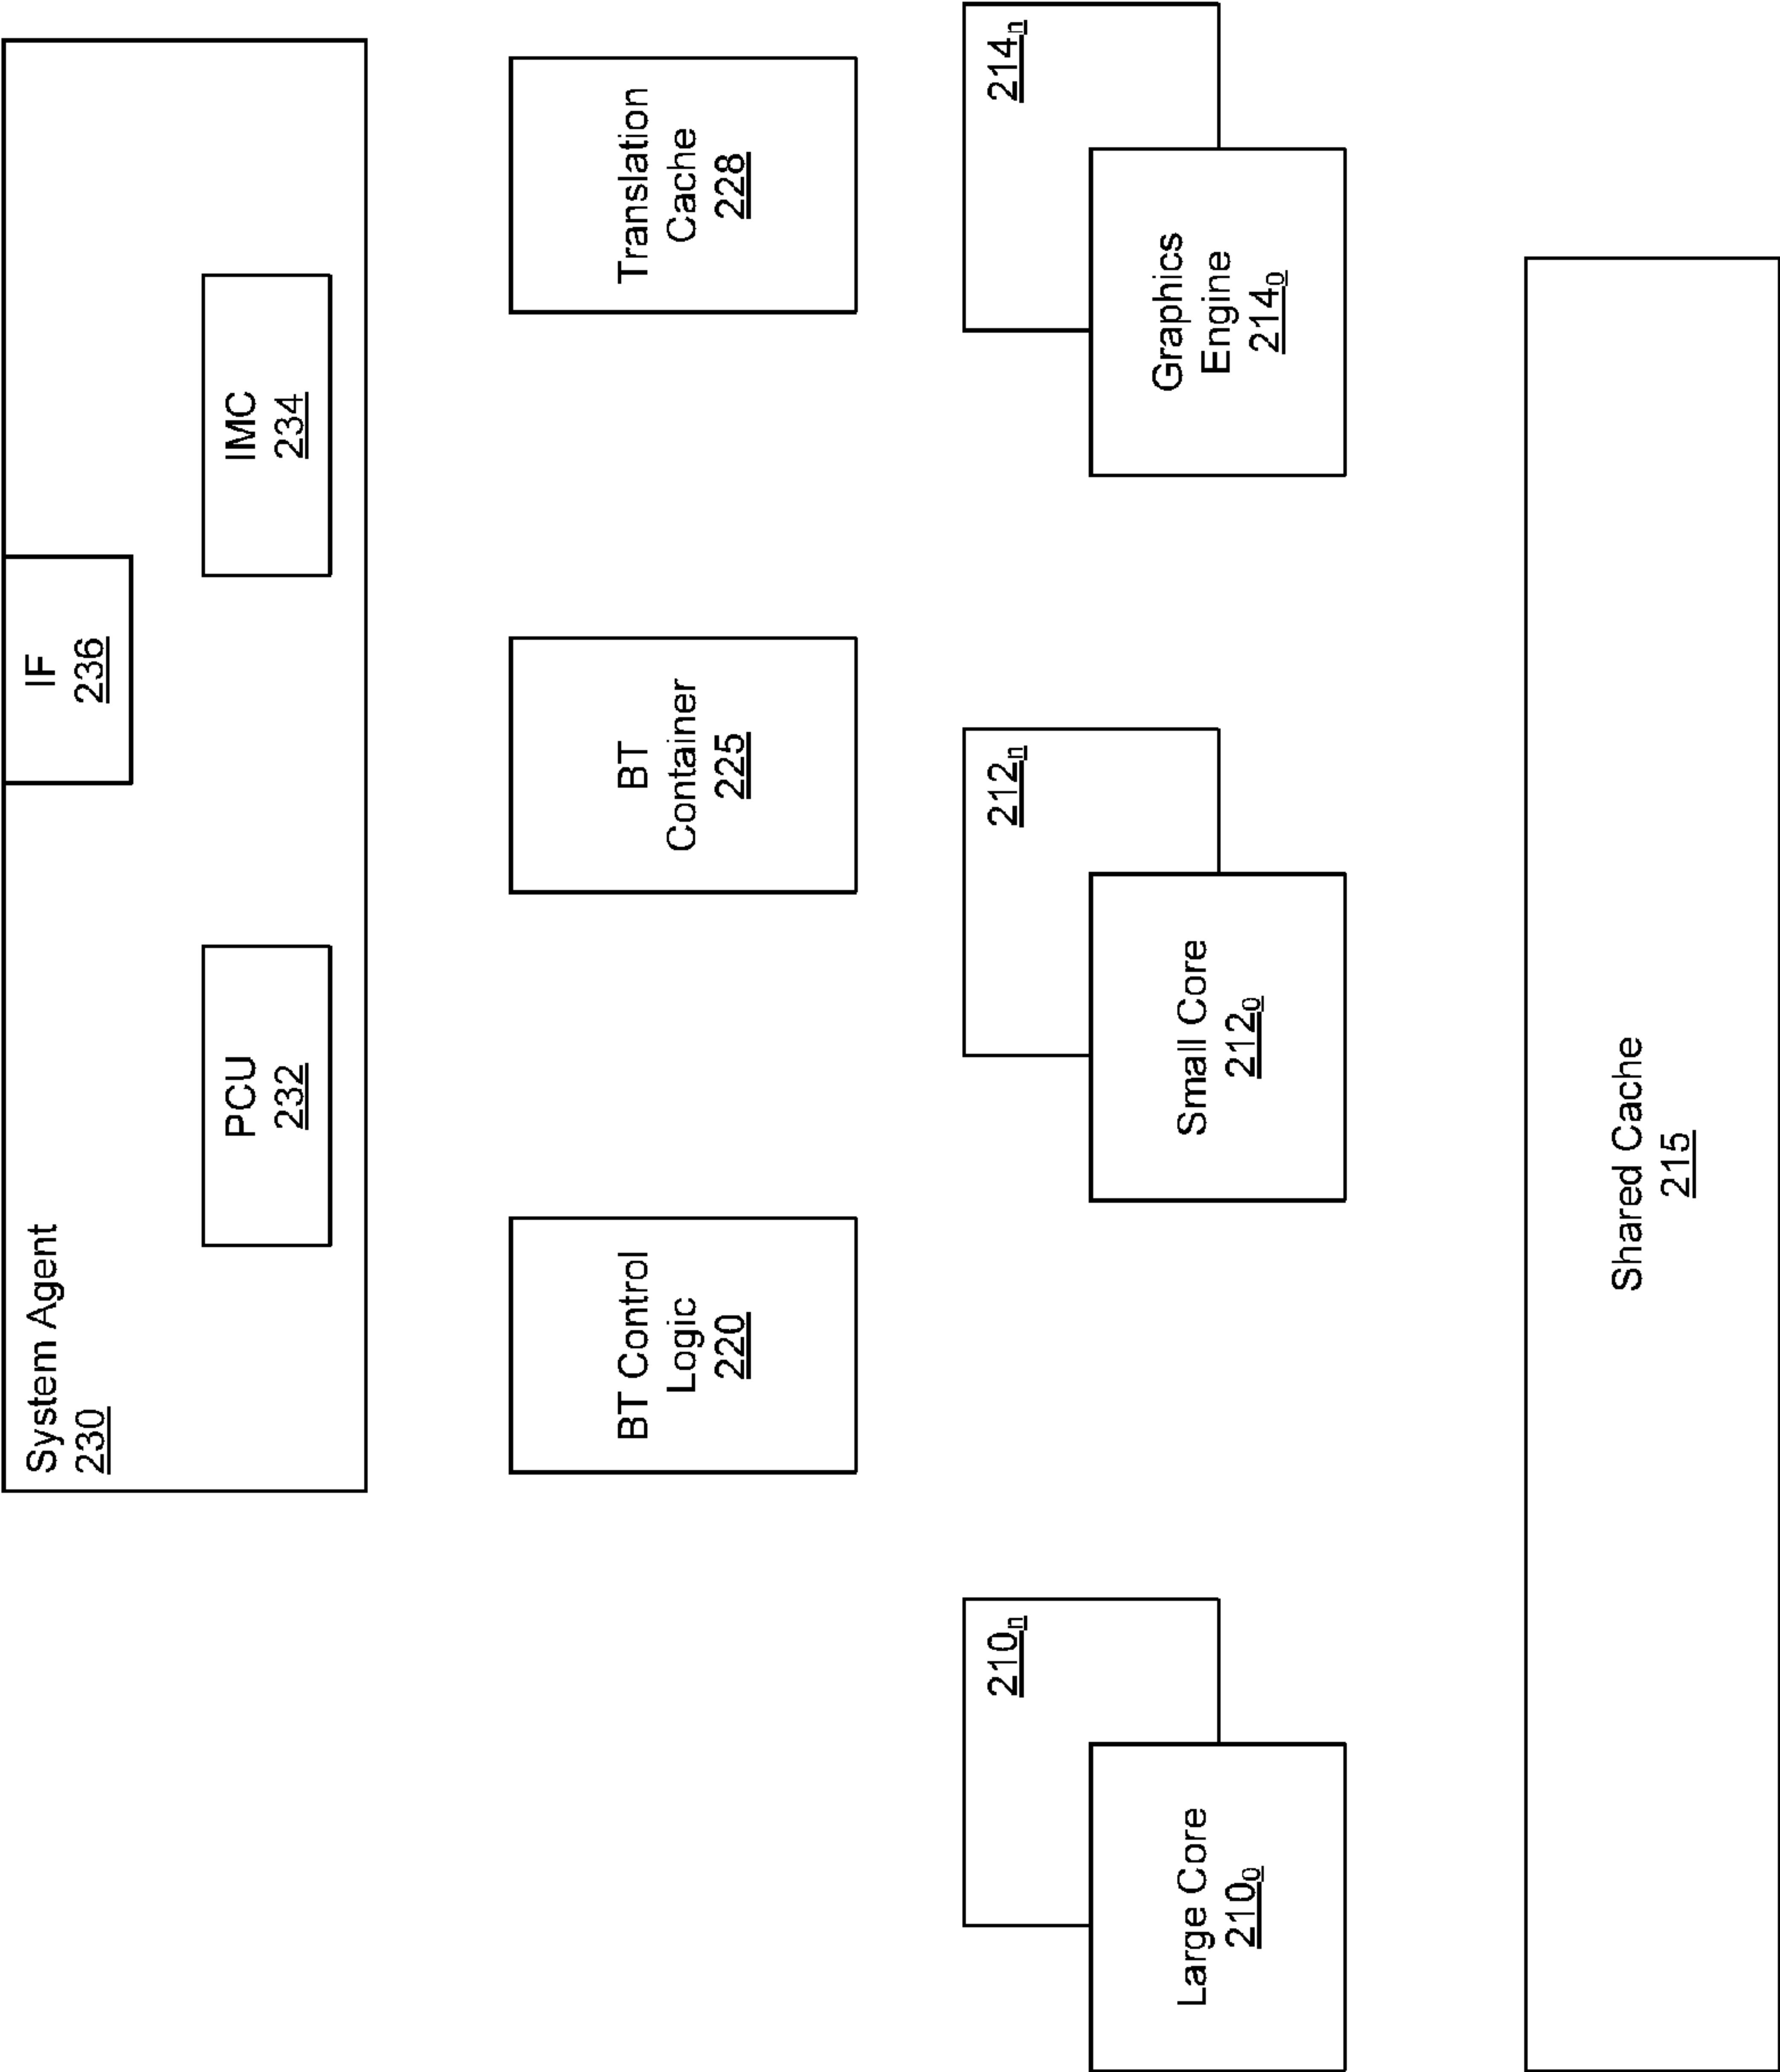 System Agent
230
IF
236
PCU
232
IMC
234
BT Control
Logic
220
BT
Container
225
Translation
Cache
228
210n
Large Core
2100
212n
Small Core
2120
214n
Graphics
Engine
2140
Shared Cache
215